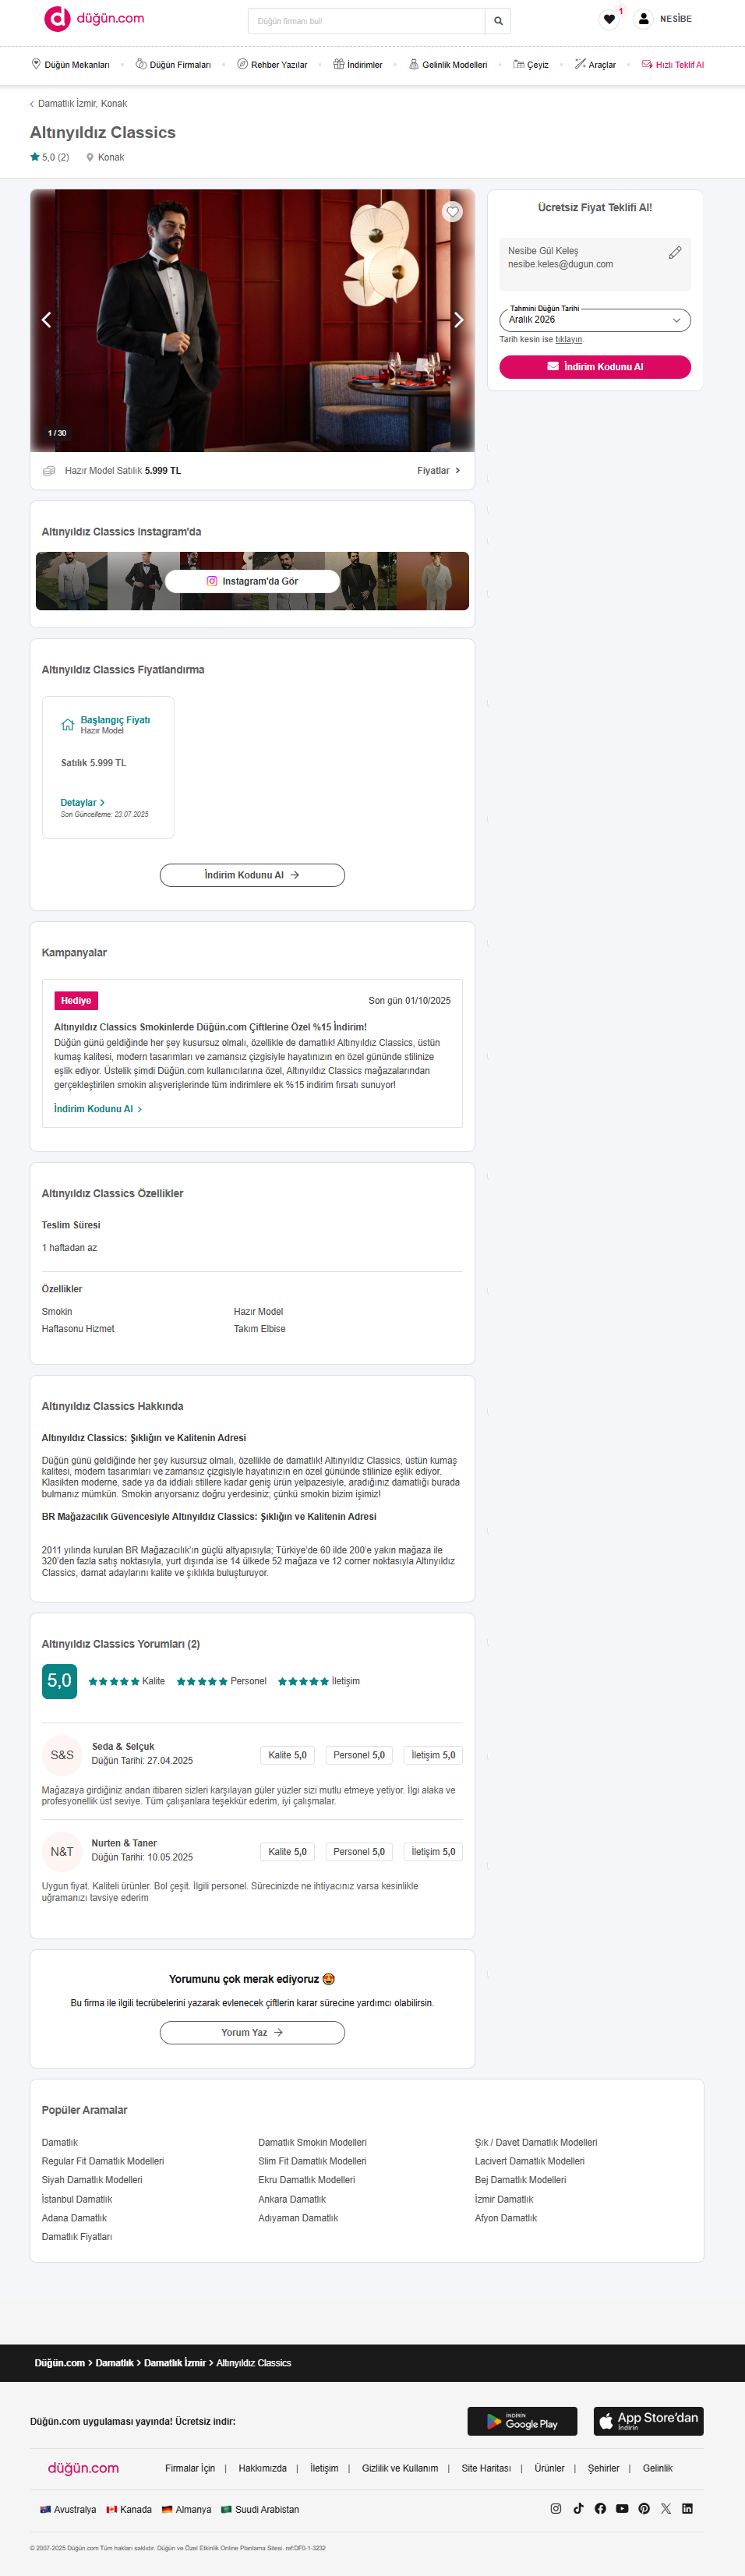 düğün.com
Düğün firmanı bul!
1
NESİBE
Düğün Mekanları
Düğün Firmaları
Rehber Yazılar
İndirimler
Gelinlik Modelleri
Çeyiz
Araçlar
Hızlı Teklif Al
Damatlık İzmir, Konak
Altınyıldız Classics
5,0 (2)
Konak
1 / 30
Hazır Model Satılık 5.999 TL
Fiyatlar
Ücretsiz Fiyat Teklifi Al!
Nesibe Gül Keleş
nesibe.keles@dugun.com
Tahmini Düğün Tarihi
Aralık 2026
Tarih kesin ise tıklayın.
İndirim Kodunu Al
Altınyıldız Classics Instagram'da
Instagram'da Gör
Altınyıldız Classics Fiyatlandırma
Başlangıç Fiyatı
Hazır Model
Satılık 5.999 TL
Detaylar
Son Güncelleme: 23.07.2025
İndirim Kodunu Al
Kampanyalar
Hediye
Son gün 01/10/2025
Altınyıldız Classics Smokinlerde Düğün.com Çiftlerine Özel %15 İndirim!
Düğün günü geldiğinde her şey kusursuz olmalı, özellikle de damatlık! Altınyıldız Classics, üstün
kumaş kalitesi, modern tasarımları ve zamansız çizgisiyle hayatınızın en özel gününde stilinize
eşlik ediyor. Üstelik şimdi Düğün.com kullanıcılarına özel, Altınyıldız Classics mağazalarından
gerçekleştirilen smokin alışverişlerinde tüm indirimlere ek %15 indirim fırsatı sunuyor!
İndirim Kodunu Al
Altınyıldız Classics Özellikler
Teslim Süresi
1 haftadan az
Özellikler
Smokin
Hazır Model
Haftasonu Hizmet
Takım Elbise
Altınyıldız Classics Hakkında
Altınyıldız Classics: Şıklığın ve Kalitenin Adresi
Düğün günü geldiğinde her şey kusursuz olmalı, özellikle de damatlık! Altınyıldız Classics, üstün kumaş
kalitesi, modern tasarımları ve zamansız çizgisiyle hayatınızın en özel gününde stilinize eşlik ediyor.
Klasikten moderne, sade ya da iddialı stillere kadar geniş ürün yelpazesiyle, aradığınız damatlığı burada
bulmanız mümkün. Smokin arıyorsanız doğru yerdesiniz; çünkü smokin bizim işimiz!
BR Mağazacılık Güvencesiyle Altınyıldız Classics: Şıklığın ve Kalitenin Adresi
2011 yılında kurulan BR Mağazacılık'ın güçlü altyapısıyla; Türkiye'de 60 ilde 200'e yakın mağaza ile
320'den fazla satış noktasıyla, yurt dışında ise 14 ülkede 52 mağaza ve 12 corner noktasıyla Altınyıldız
Classics, damat adaylarını kalite ve şıklıkla buluşturuyor.
Altınyıldız Classics Yorumları (2)
5,0
Kalite
Personel
İletişim
S&S
Seda & Selçuk
Düğün Tarihi: 27.04.2025
Kalite 5,0
Personel 5,0
İletişim 5,0
Mağazaya girdiğiniz andan itibaren sizleri karşılayan güler yüzler sizi mutlu etmeye yetiyor. İlgi alaka ve
profesyonellik üst seviye. Tüm çalışanlara teşekkür ederim, iyi çalışmalar.
N&T
Nurten & Taner
Düğün Tarihi: 10.05.2025
Kalite 5,0
Personel 5,0
İletişim 5,0
Uygun fiyat. Kaliteli ürünler. Bol çeşit. İlgili personel. Sürecinizde ne ihtiyacınız varsa kesinlikle
uğramanızı tavsiye ederim
Yorumunu çok merak ediyoruz 🤩
Bu firma ile ilgili tecrübelerini yazarak evlenecek çiftlerin karar sürecine yardımcı olabilirsin.
Yorum Yaz
Popüler Aramalar
Damatlık
Damatlık Smokin Modelleri
Şık / Davet Damatlık Modelleri
Regular Fit Damatlık Modelleri
Slim Fit Damatlık Modelleri
Lacivert Damatlık Modelleri
Siyah Damatlık Modelleri
Ekru Damatlık Modelleri
Bej Damatlık Modelleri
İstanbul Damatlık
Ankara Damatlık
İzmir Damatlık
Adana Damatlık
Adıyaman Damatlık
Afyon Damatlık
Damatlık Fiyatları
Düğün.com > Damatlık > Damatlık İzmir > Altınyıldız Classics
Düğün.com uygulaması yayında! Ücretsiz indir:
İNDİRİN
Google Play
App Store'dan
İndirin
düğün.com
Firmalar İçin | Hakkımızda | İletişim | Gizlilik ve Kullanım | Site Haritası | Ürünler | Şehirler | Gelinlik
Avustralya
Kanada
Almanya
Suudi Arabistan
© 2007-2025 Düğün.com Tüm hakları saklıdır. Düğün ve Özel Etkinlik Online Planlama Sitesi. ref:DF0-1-3232